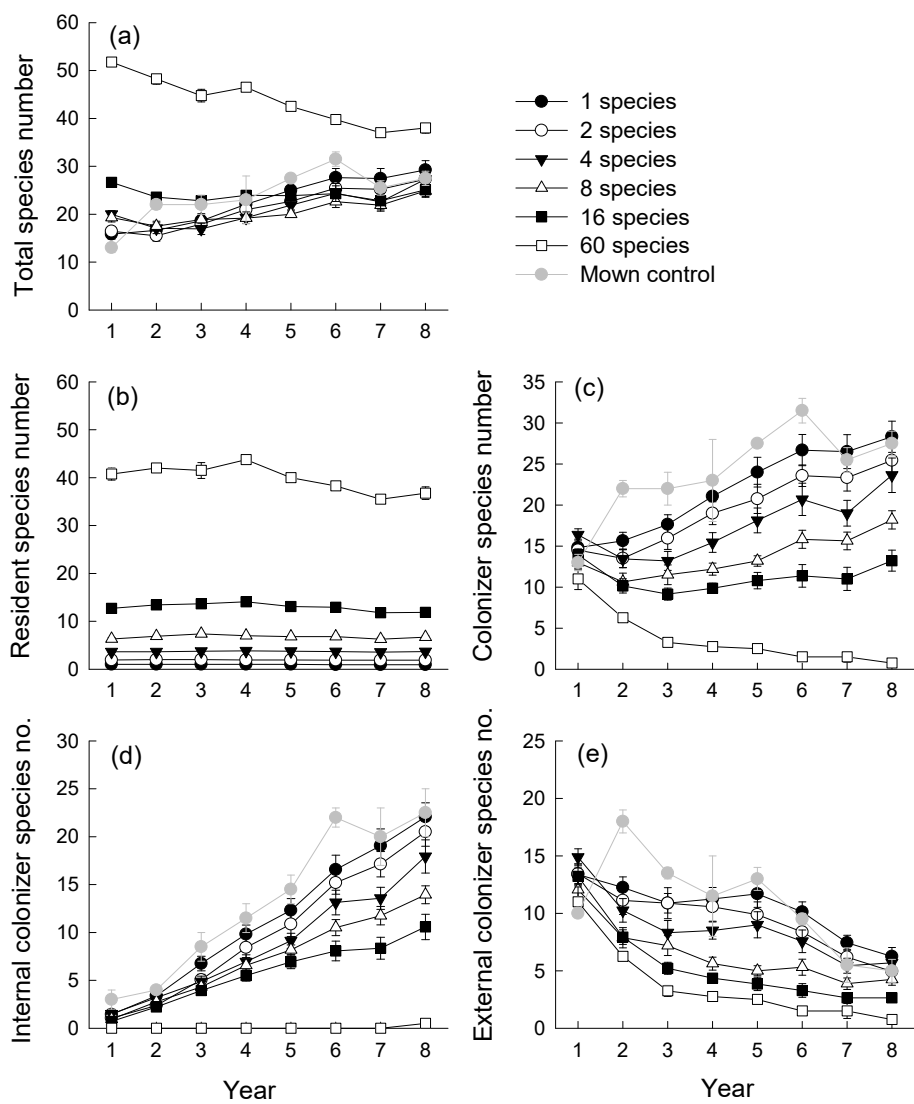 (a)
Total species number
60
50
40
30
20
10
0
1 2 3 4 5 6 7 8
1 species
2 species
4 species
8 species
16 species
60 species
Mown control
(b)
Resident species number
60
50
40
30
20
10
0
1 2 3 4 5 6 7 8
(c)
Colonizer species number
35
30
25
20
15
10
5
0
1 2 3 4 5 6 7 8
(d)
Internal colonizer species no.
30
25
20
15
10
5
0
1 2 3 4 5 6 7 8
Year
(e)
External colonizer species no.
25
20
15
10
5
0
1 2 3 4 5 6 7 8
Year